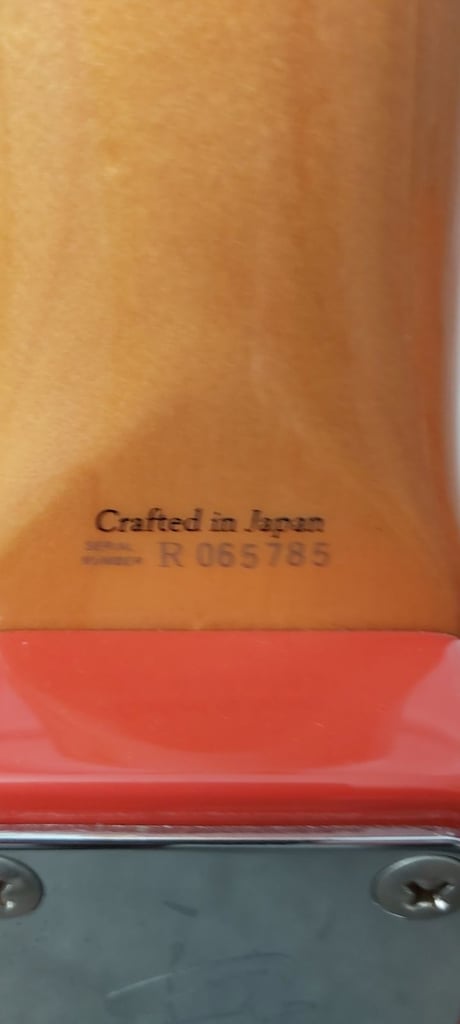 Crafted in Japan
SERIAL
NUMBER R 065785